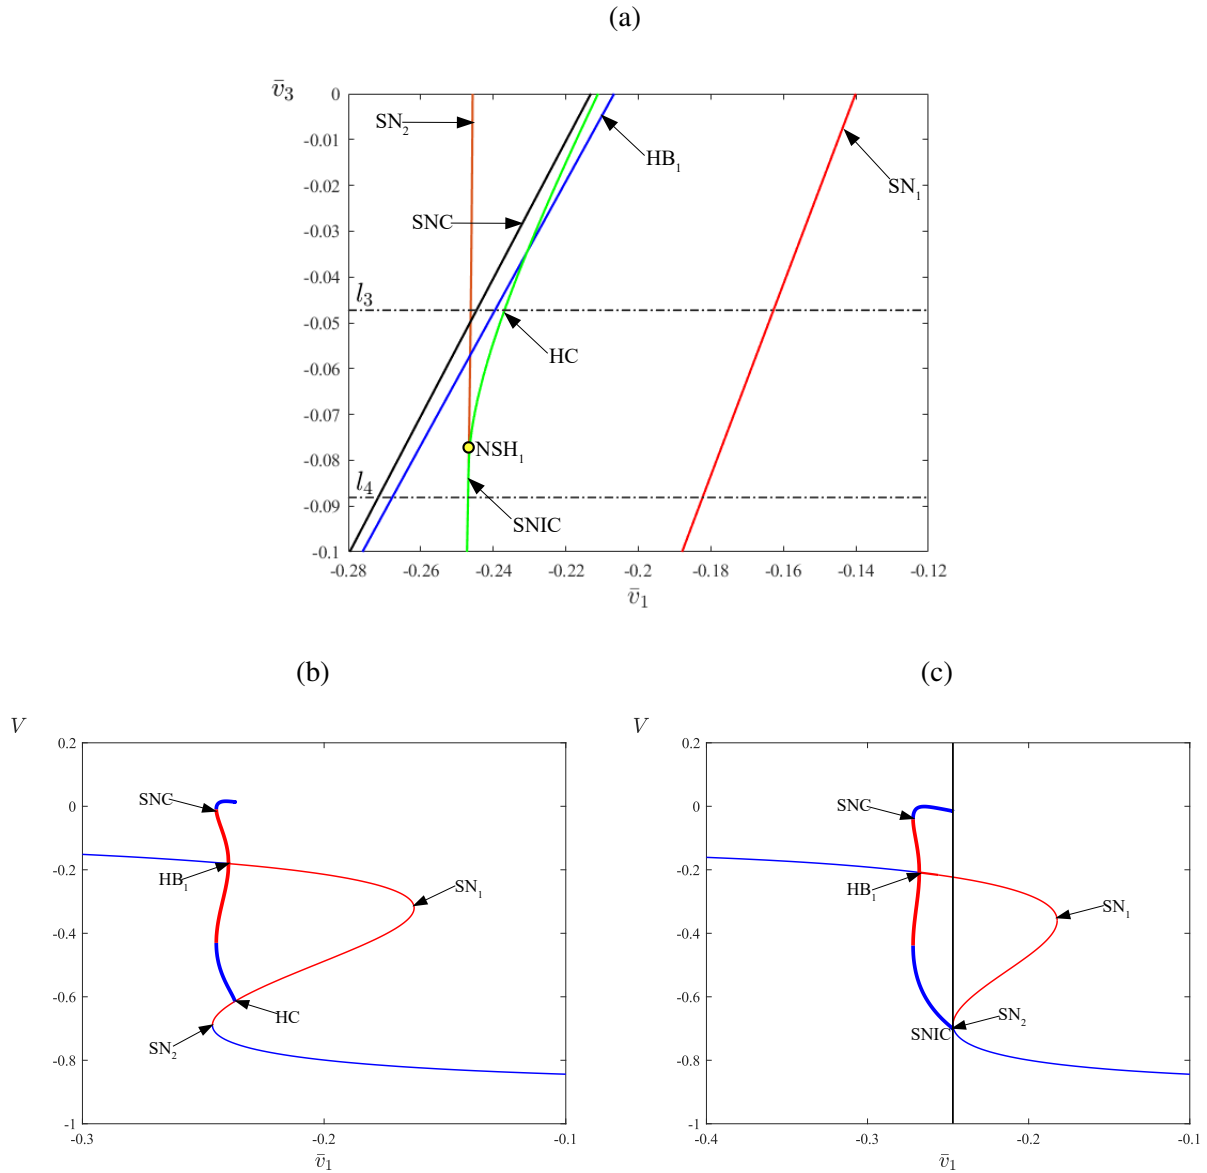 (a)
v̄₃
0
-0.01
-0.02
-0.03
-0.04
-0.05
-0.06
-0.07
-0.08
-0.09
-0.1
SN₂
HB₁
SN₁
SNC
l₃
HC
NSH₁
l₄
SNIC
-0.28 -0.26 -0.24 -0.22 -0.2 -0.18 -0.16 -0.14 -0.12
v̄₁
(b)
V
0.2
0
-0.2
-0.4
-0.6
-0.8
-1
SNC
HB₁
SN₁
HC
SN₂
-0.3 -0.2 -0.1
v̄₁
(c)
V
0.2
0
-0.2
-0.4
-0.6
-0.8
-1
SNC
HB₁
SN₁
SN₂
SNIC
-0.4 -0.3 -0.2 -0.1
v̄₁